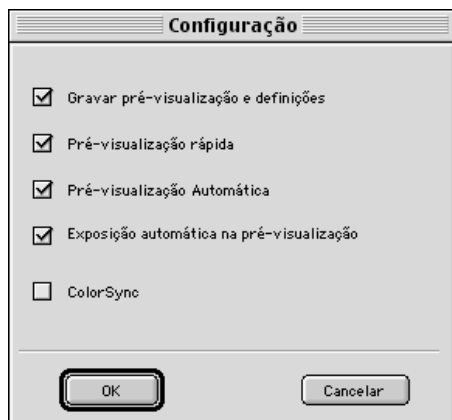 Configuração
Gravar pré-visualização e definições
Pré-visualização rápida
Pré-visualização Automática
Exposição automática na pré-visualização
ColorSync
OK
Cancelar